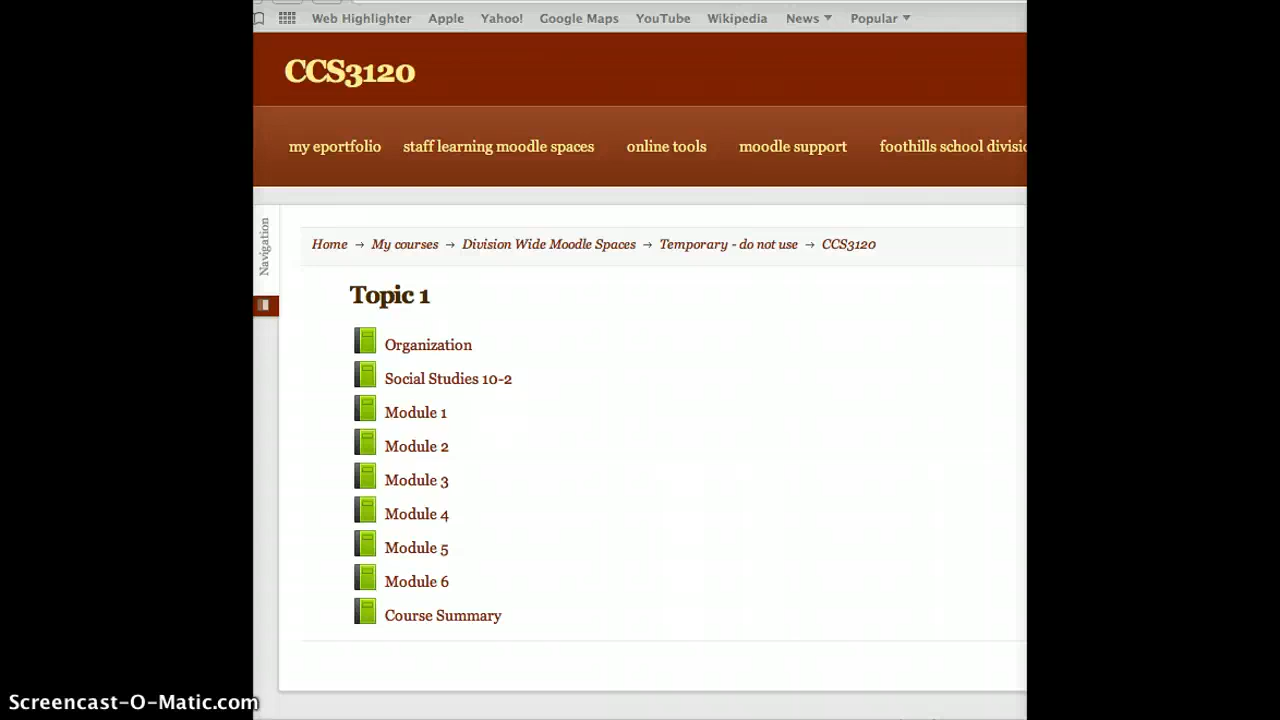 Web Highlighter Apple Yahoo! Google Maps YouTube Wikipedia News Popular
CCS3120
my eportfolio staff learning moodle spaces online tools moodle support foothills school divisio
Navigation
Home → My courses → Division Wide Moodle Spaces → Temporary - do not use → CCS3120
Topic 1
Organization
Social Studies 10-2
Module 1
Module 2
Module 3
Module 4
Module 5
Module 6
Course Summary
Screencast-O-Matic.com